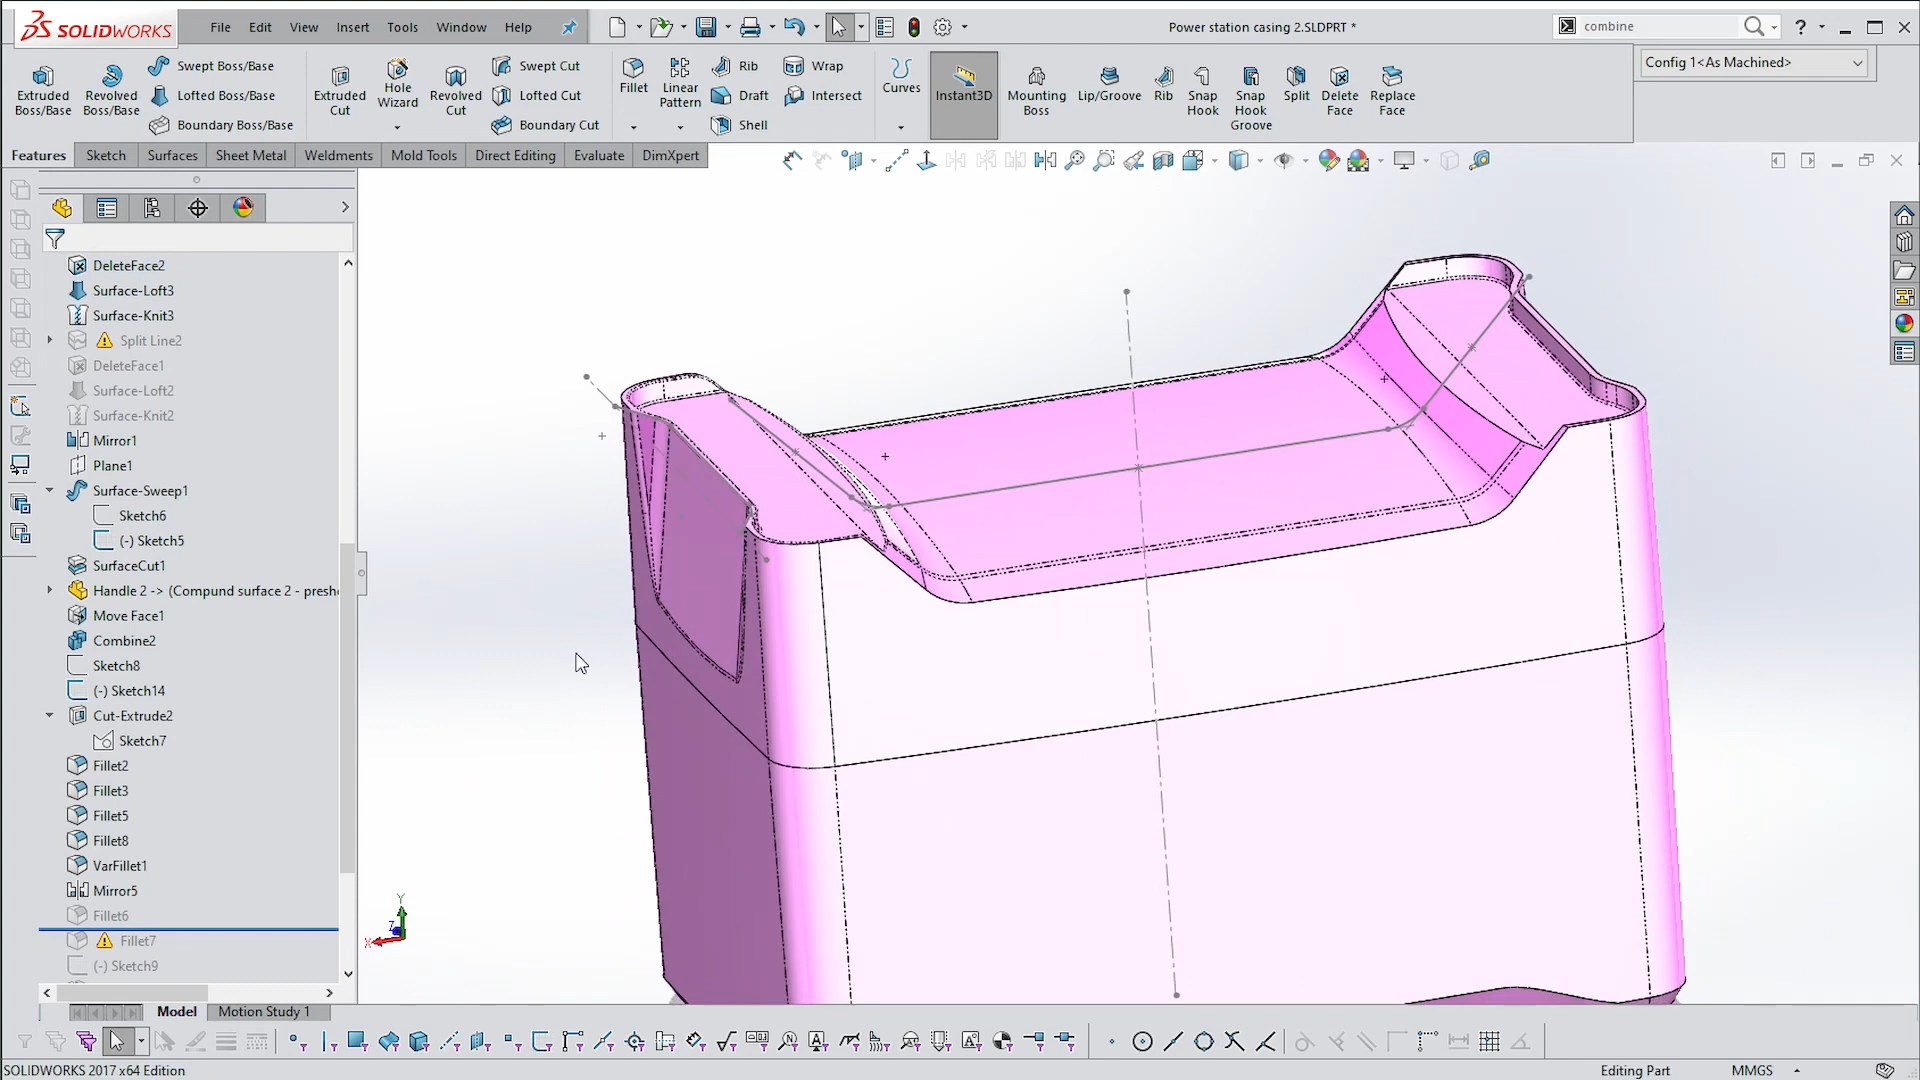 SOLIDWORKS
File Edit View Insert Tools Window Help
Power station casing 2.SLDPRT *
combine
Config 1<As Machined>
Extruded Boss/Base
Revolved Boss/Base
Swept Boss/Base
Lofted Boss/Base
Boundary Boss/Base
Extruded Cut
Hole Wizard
Revolved Cut
Swept Cut
Lofted Cut
Boundary Cut
Fillet
Linear Pattern
Rib
Draft
Shell
Wrap
Intersect
Curves
Instant3D
Mounting Boss
Lip/Groove
Rib
Snap Hook
Snap Hook Groove
Split
Delete Face
Replace Face
Features Sketch Surfaces Sheet Metal Weldments Mold Tools Direct Editing Evaluate DimXpert
DeleteFace2
Surface-Loft3
Surface-Knit3
Split Line2
DeleteFace1
Surface-Loft2
Surface-Knit2
Mirror1
Plane1
Surface-Sweep1
Sketch6
(-) Sketch5
SurfaceCut1
Handle 2 -> (Compund surface 2 - presh
Move Face1
Combine2
Sketch8
(-) Sketch14
Cut-Extrude2
Sketch7
Fillet2
Fillet3
Fillet5
Fillet8
VarFillet1
Mirror5
Fillet6
Fillet7
(-) Sketch9
Y
Z
X
Model Motion Study 1
SOLIDWORKS 2017 x64 Edition
Editing Part
MMGS